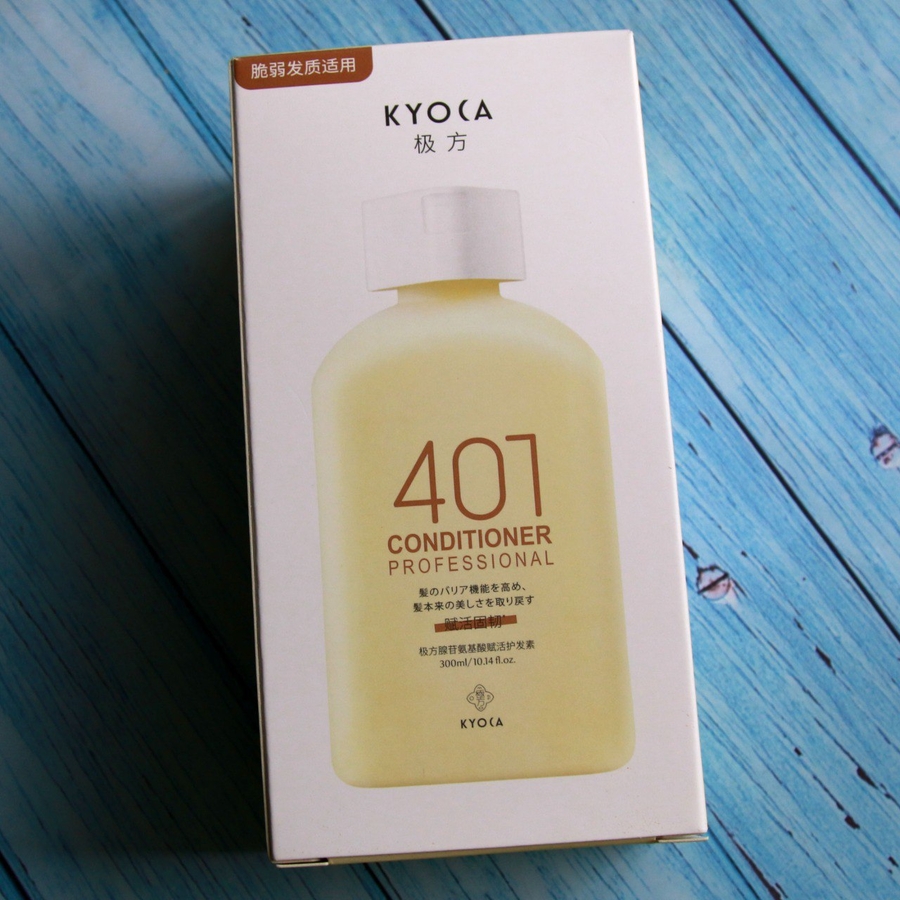 脆弱发质适用
KYOCA
极方
401
CONDITIONER
PROFESSIONAL
髪のバリア機能を高め、
髪本来の美しさを取り戻す
赋活固韧*
极方腺苷氨基酸赋活护发素
300ml/10.14 fl.oz.
KYOCA